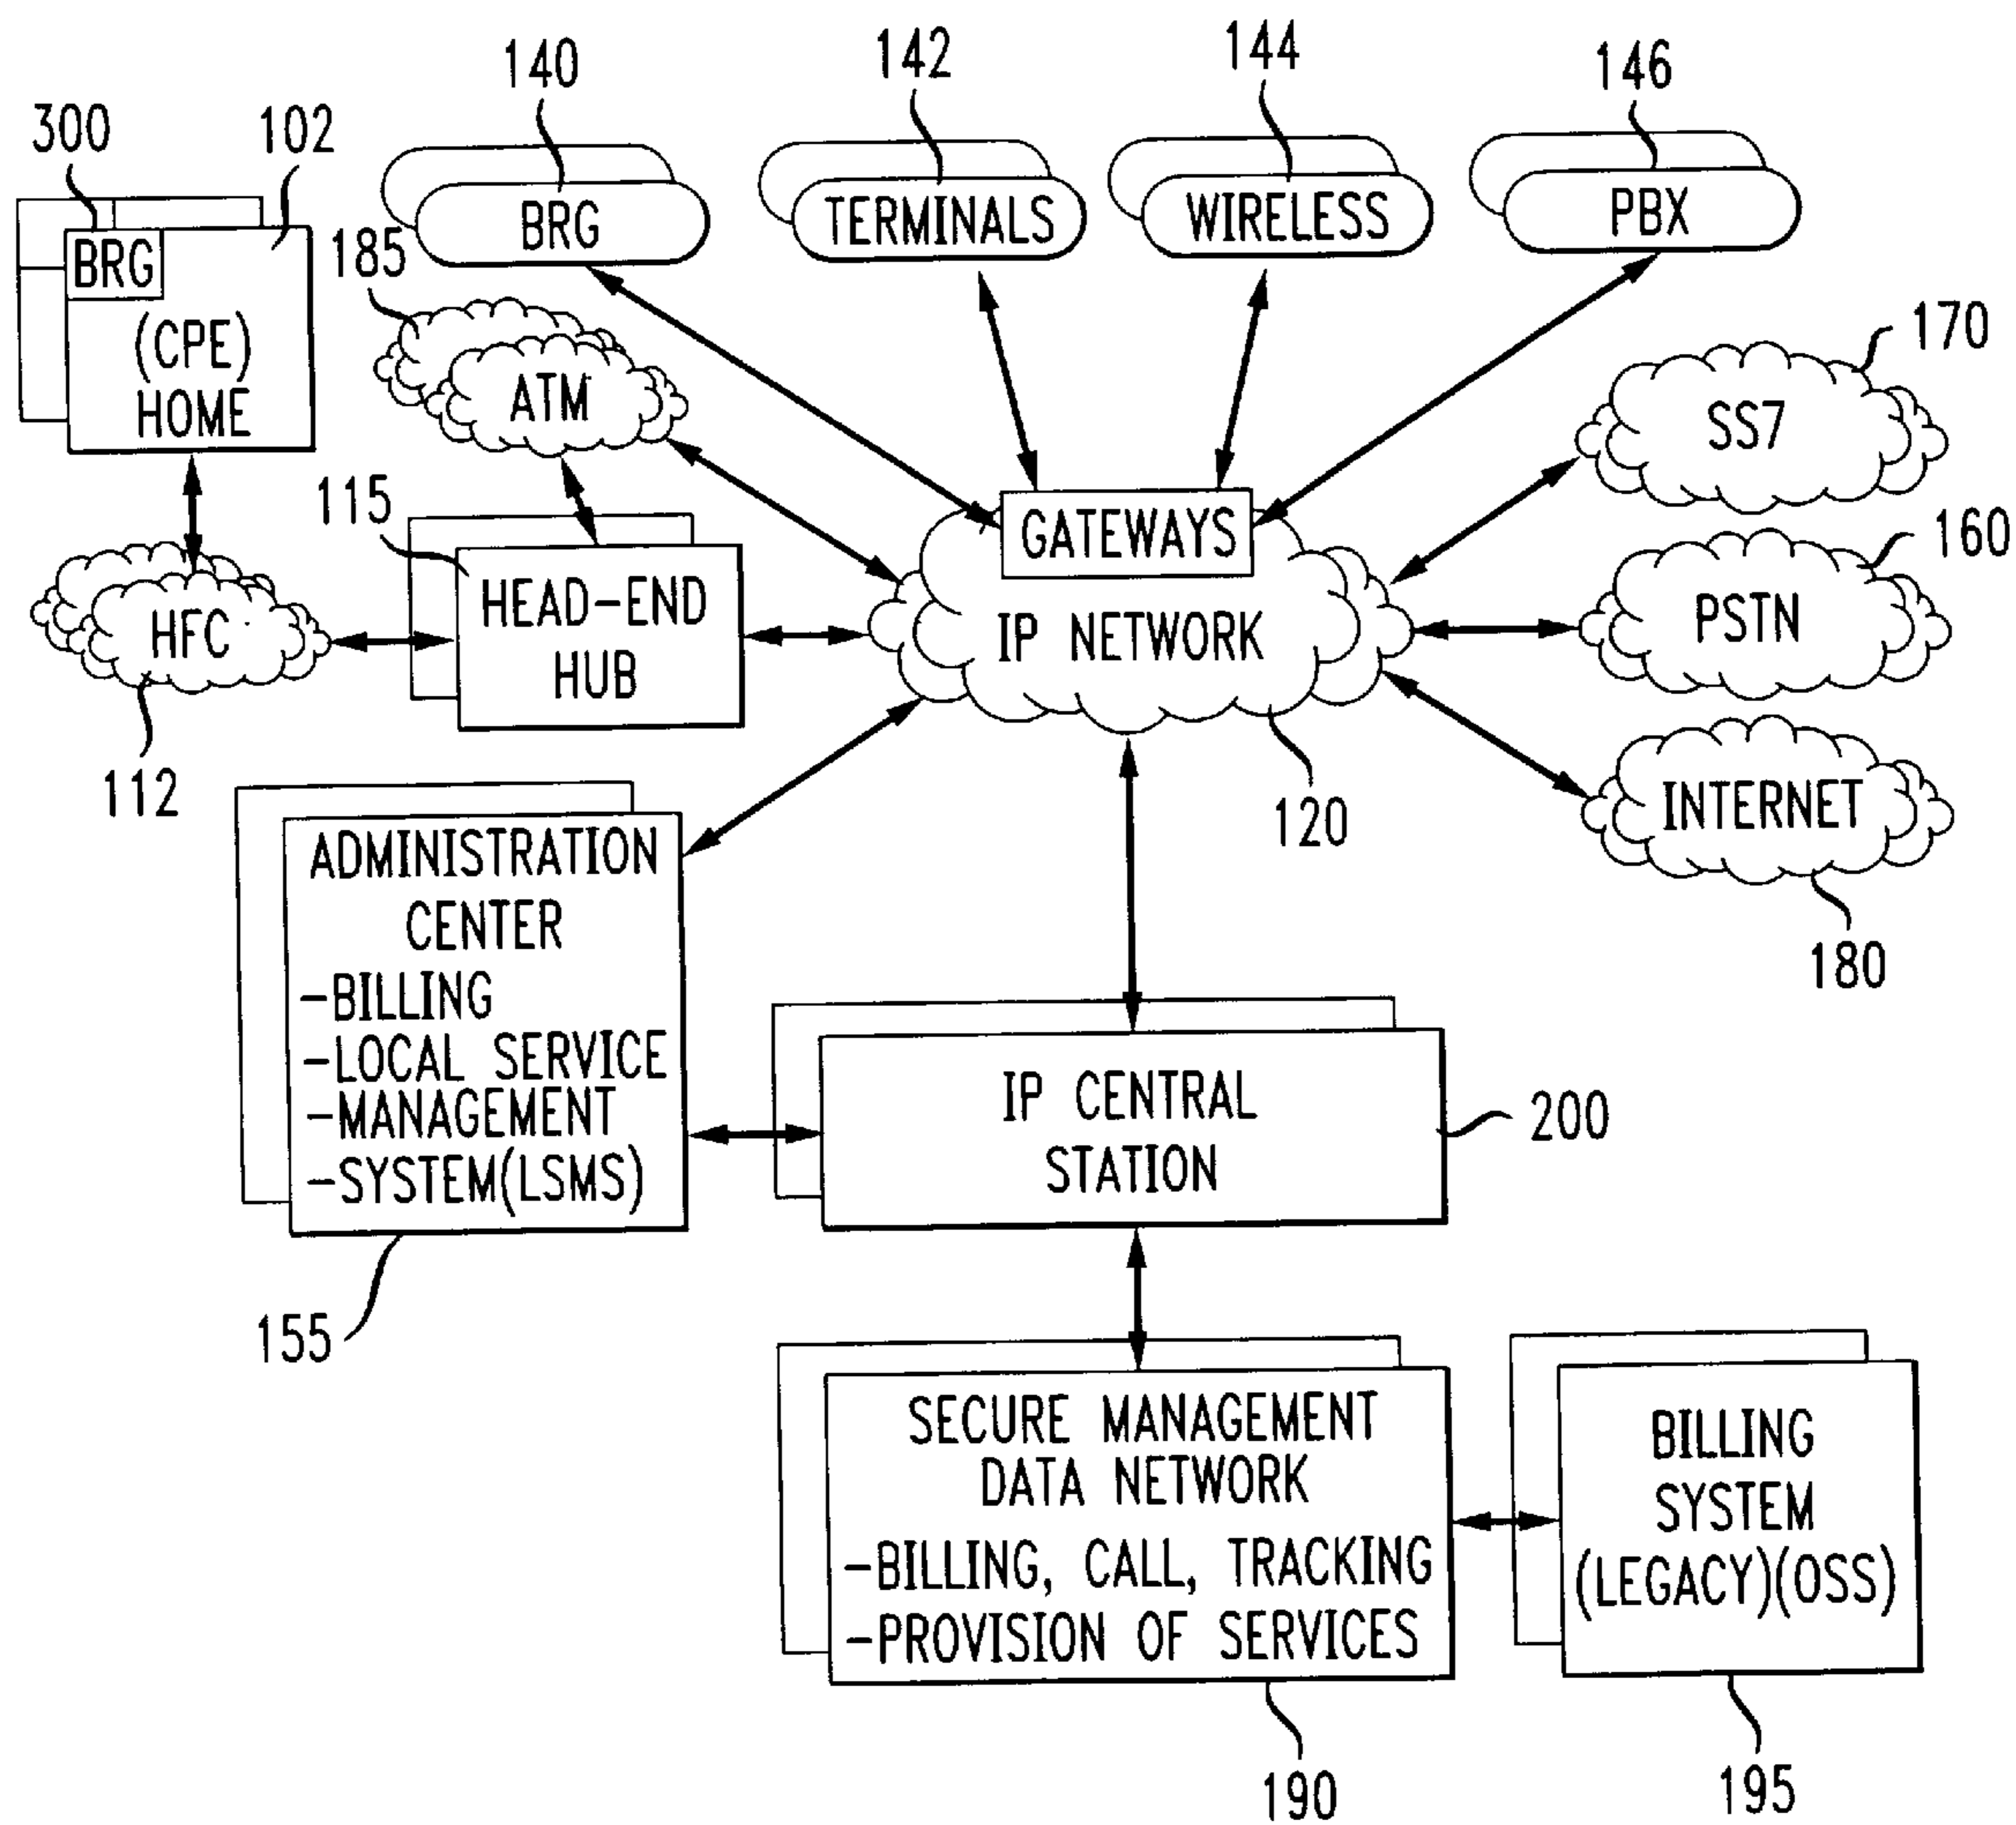 140
142
144
146
300
102
BRG
(CPE)
HOME
BRG
TERMINALS
WIRELESS
PBX
185
ATM
170
SS7
115
HEAD-END
HUB
GATEWAYS
IP NETWORK
160
PSTN
HFC
112
120
INTERNET
180
ADMINISTRATION
CENTER
-BILLING
-LOCAL SERVICE
-MANAGEMENT
-SYSTEM(LSMS)
155
IP CENTRAL
STATION
200
SECURE MANAGEMENT
DATA NETWORK
-BILLING, CALL, TRACKING
-PROVISION OF SERVICES
190
BILLING
SYSTEM
(LEGACY)(OSS)
195